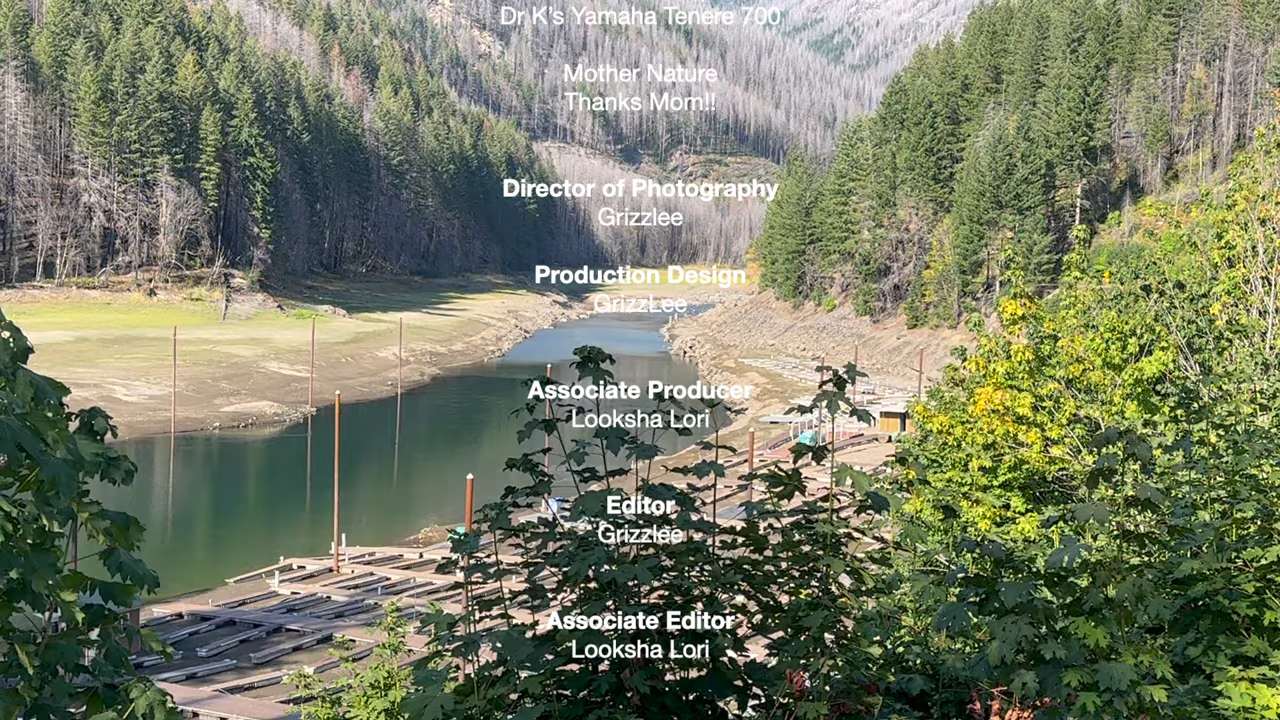 Dr K's Yamaha Tenere 700
Mother Nature
Thanks Mom!!
Director of Photography
Grizzlee
Production Design
GrizzLee
Associate Producer
Looksha Lori
Editor
Grizzlee
Associate Editor
Looksha Lori